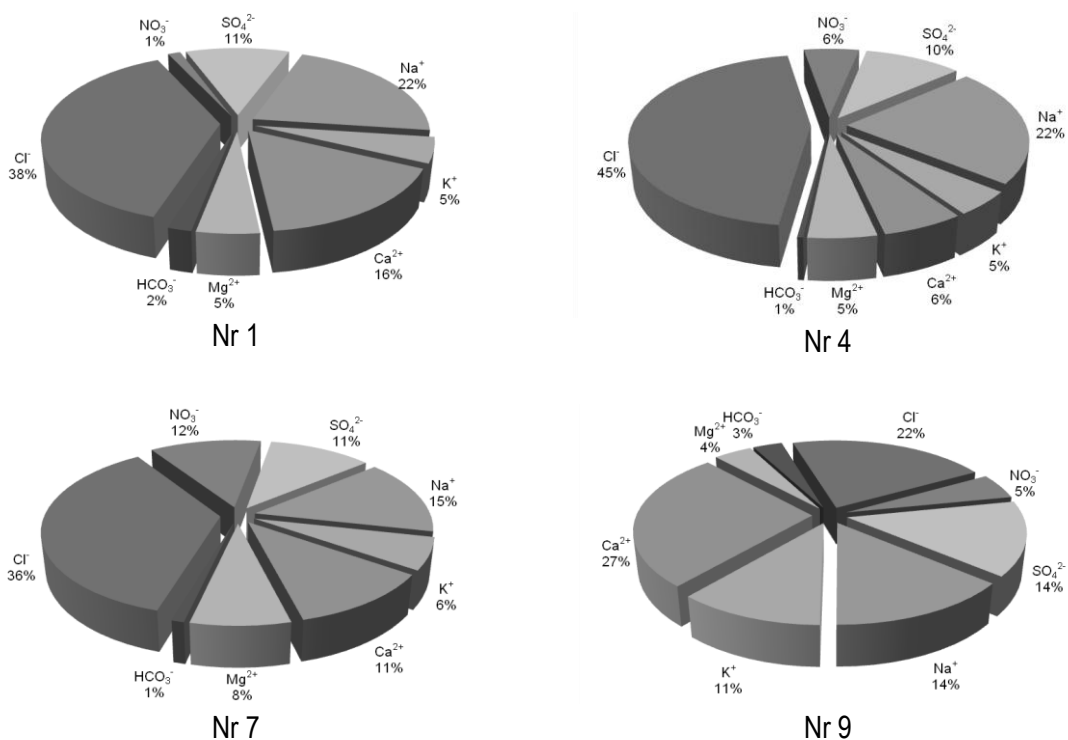 NO₃⁻
1%
SO₄²⁻
11%
Na⁺
22%
K⁺
5%
Ca²⁺
16%
Mg²⁺
5%
HCO₃⁻
2%
Cl⁻
38%
Nr 1
NO₃⁻
6%
SO₄²⁻
10%
Na⁺
22%
K⁺
5%
Ca²⁺
6%
Mg²⁺
5%
HCO₃⁻
1%
Cl⁻
45%
Nr 4
NO₃⁻
12%
SO₄²⁻
11%
Na⁺
15%
K⁺
6%
Ca²⁺
11%
Mg²⁺
8%
HCO₃⁻
1%
Cl⁻
36%
Nr 7
Mg²⁺
4%
HCO₃⁻
3%
Cl⁻
22%
NO₃⁻
5%
SO₄²⁻
14%
Na⁺
14%
K⁺
11%
Ca²⁺
27%
Nr 9